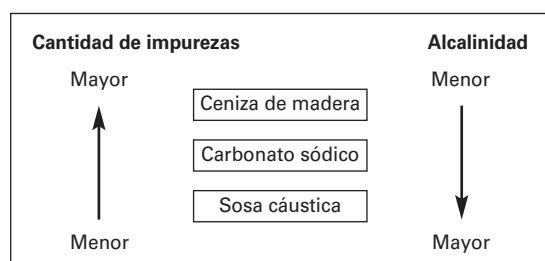 Cantidad de impurezas
Alcalinidad
Mayor
Menor
Ceniza de madera
Carbonato sódico
Sosa cáustica
Menor
Mayor